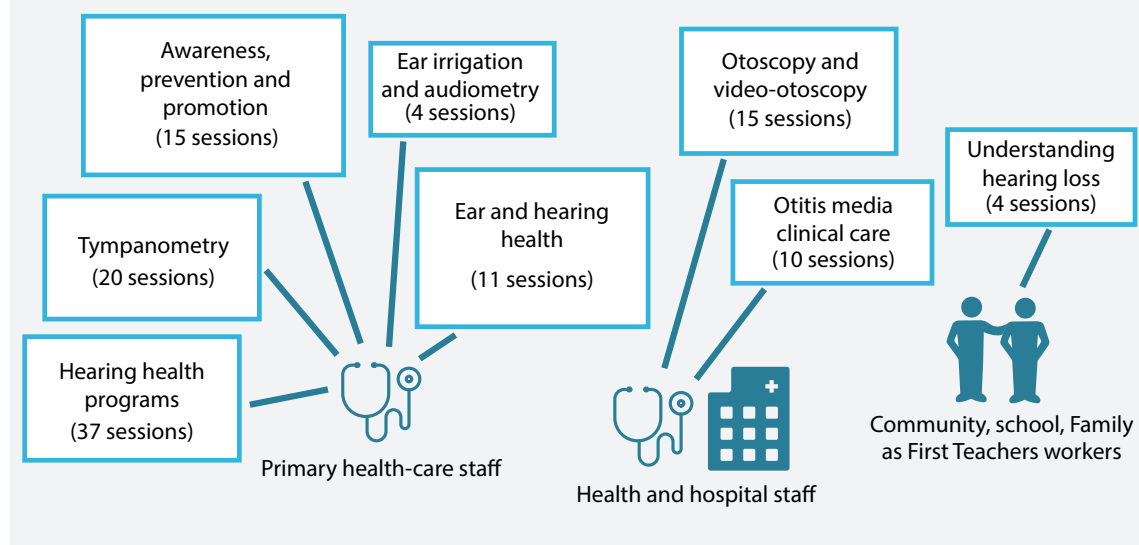 Awareness,
prevention and
promotion
(15 sessions)
Ear irrigation
and audiometry
(4 sessions)
Otoscopy and
video-otoscopy
(15 sessions)
Understanding
hearing loss
(4 sessions)
Tympanometry
(20 sessions)
Ear and hearing
health
(11 sessions)
Otitis media
clinical care
(10 sessions)
Hearing health
programs
(37 sessions)
Primary health-care staff
Health and hospital staff
Community, school, Family
as First Teachers workers